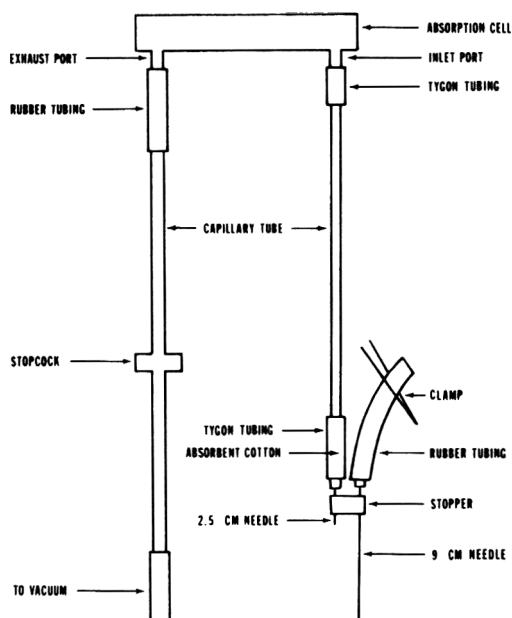 ABSORPTION CELL
EXHAUST PORT
INLET PORT
TYGON TUBING
RUBBER TUBING
CAPILLARY TUBE
STOPCOCK
CLAMP
TYGON TUBING
ABSORBENT COTTON
RUBBER TUBING
STOPPER
2.5 CM NEEDLE
9 CM NEEDLE
TO VACUUM